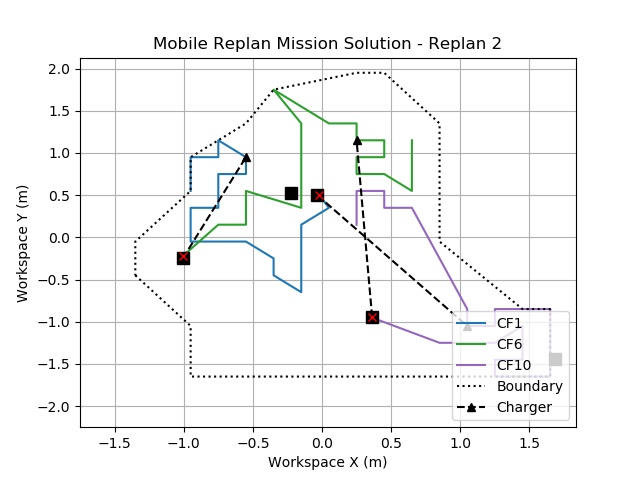 Mobile Replan Mission Solution - Replan 2
Workspace Y (m)
2.0
1.5
1.0
0.5
0.0
−0.5
−1.0
−1.5
−2.0
−1.5
−1.0
−0.5
0.0
0.5
1.0
1.5
Workspace X (m)
CF1
CF6
CF10
Boundary
Charger